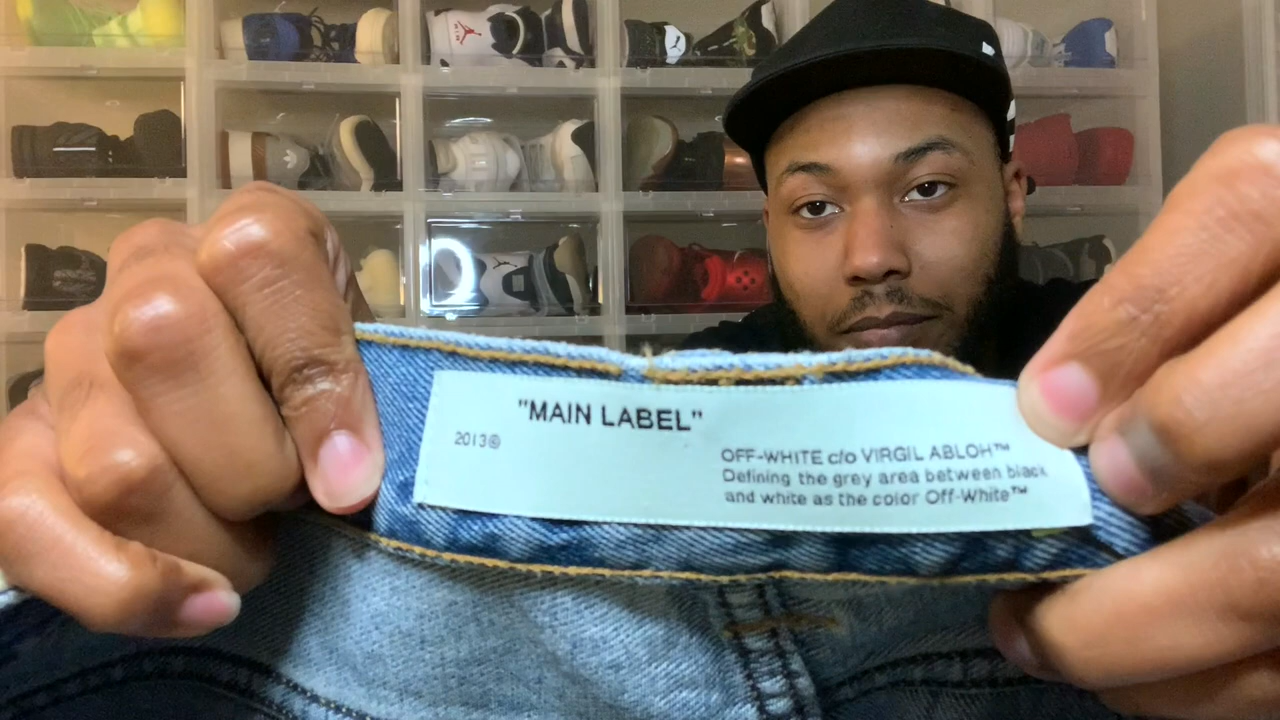 "MAIN LABEL"
2013©
OFF-WHITE c/o VIRGIL ABLOH™
Defining the grey area between black
and white as the color Off-White™